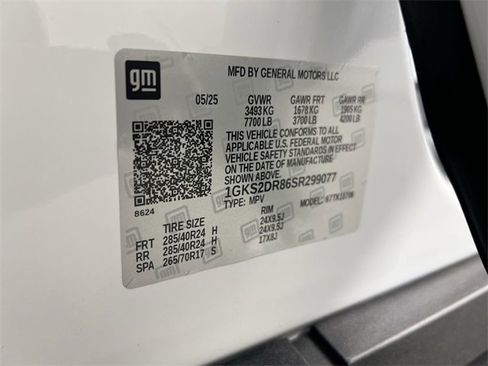 gm
MFD BY GENERAL MOTORS LLC
05/25 GVWR GAWR FRT GAWR RR
3493 KG 1678 KG 1905 KG
7700 LB 3700 LB 4200 LB
THIS VEHICLE CONFORMS TO ALL
APPLICABLE U.S. FEDERAL MOTOR
VEHICLE SAFETY STANDARDS IN EFFECT
ON THE DATE OF MANUFACTURE
SHOWN ABOVE.
1GKS2DR86SR299077
TYPE: MPV MODEL:
8624
TIRE SIZE RIM
FRT 285/40R24 H 24X9.5J
RR 285/40R24 H 24X9.5J
SPA 265/70R17 S 17X8J